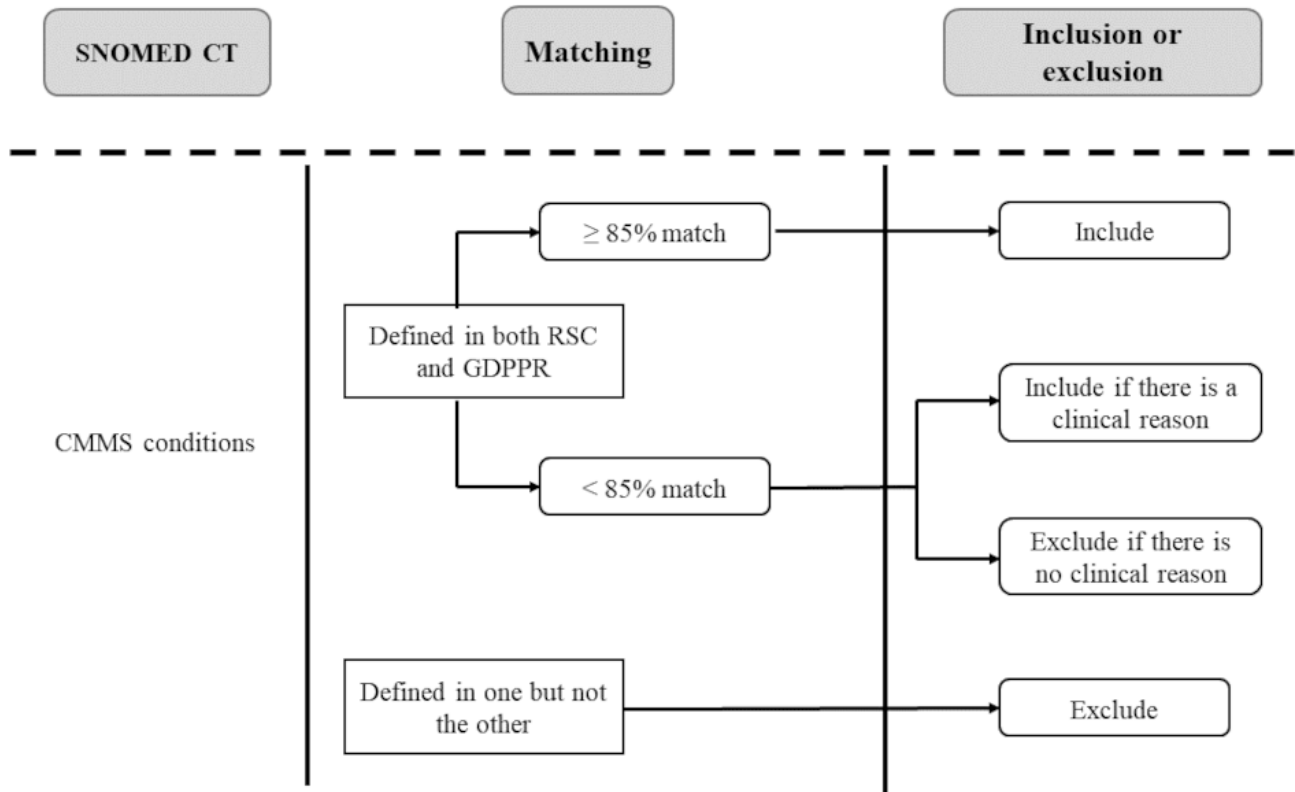 SNOMED CT
Matching
Inclusion or
exclusion
≥ 85% match
Include
Defined in both RSC
and GDPPR
Include if there is a
clinical reason
CMMS conditions
< 85% match
Exclude if there is
no clinical reason
Defined in one but not
the other
Exclude